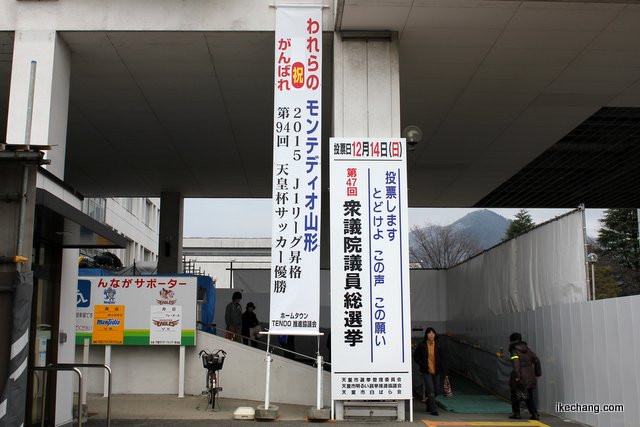 われらの モンテディオ山形
がんばれ
祝
2015 J1リーグ昇格
第94回 天皇杯サッカー優勝
ホームタウン
TENDO 推進協議会
投票日12月14日(日)
投票します
とどけよ この声 この願い
第47回
衆議院議員総選挙
天童市選挙管理委員会
天童市明るい選挙推進協議会
天童市白ばら会
んながサポーター
Montedio
EAGLES
ikechang.com